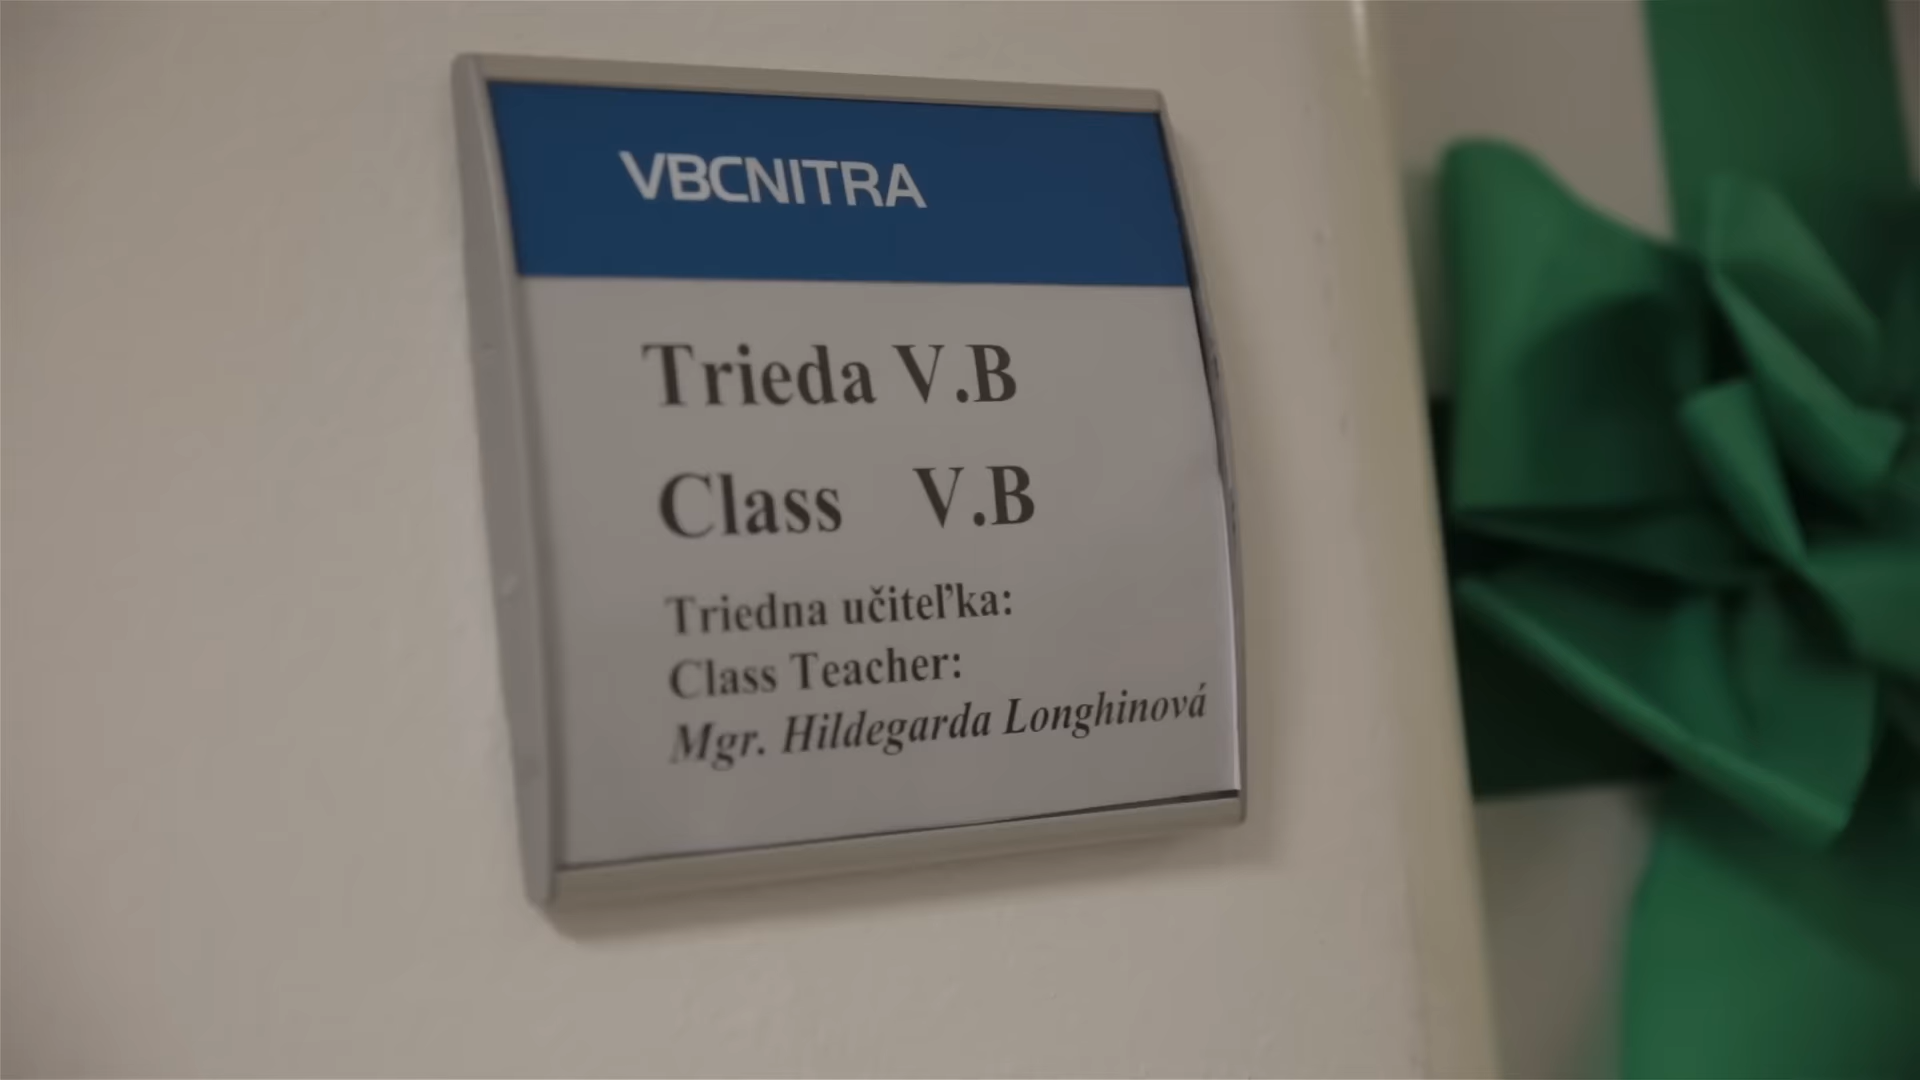 VBCNITRA
Trieda V.B
Class V.B
Triedna učiteľka:
Class Teacher:
Mgr. Hildegarda Longhinová